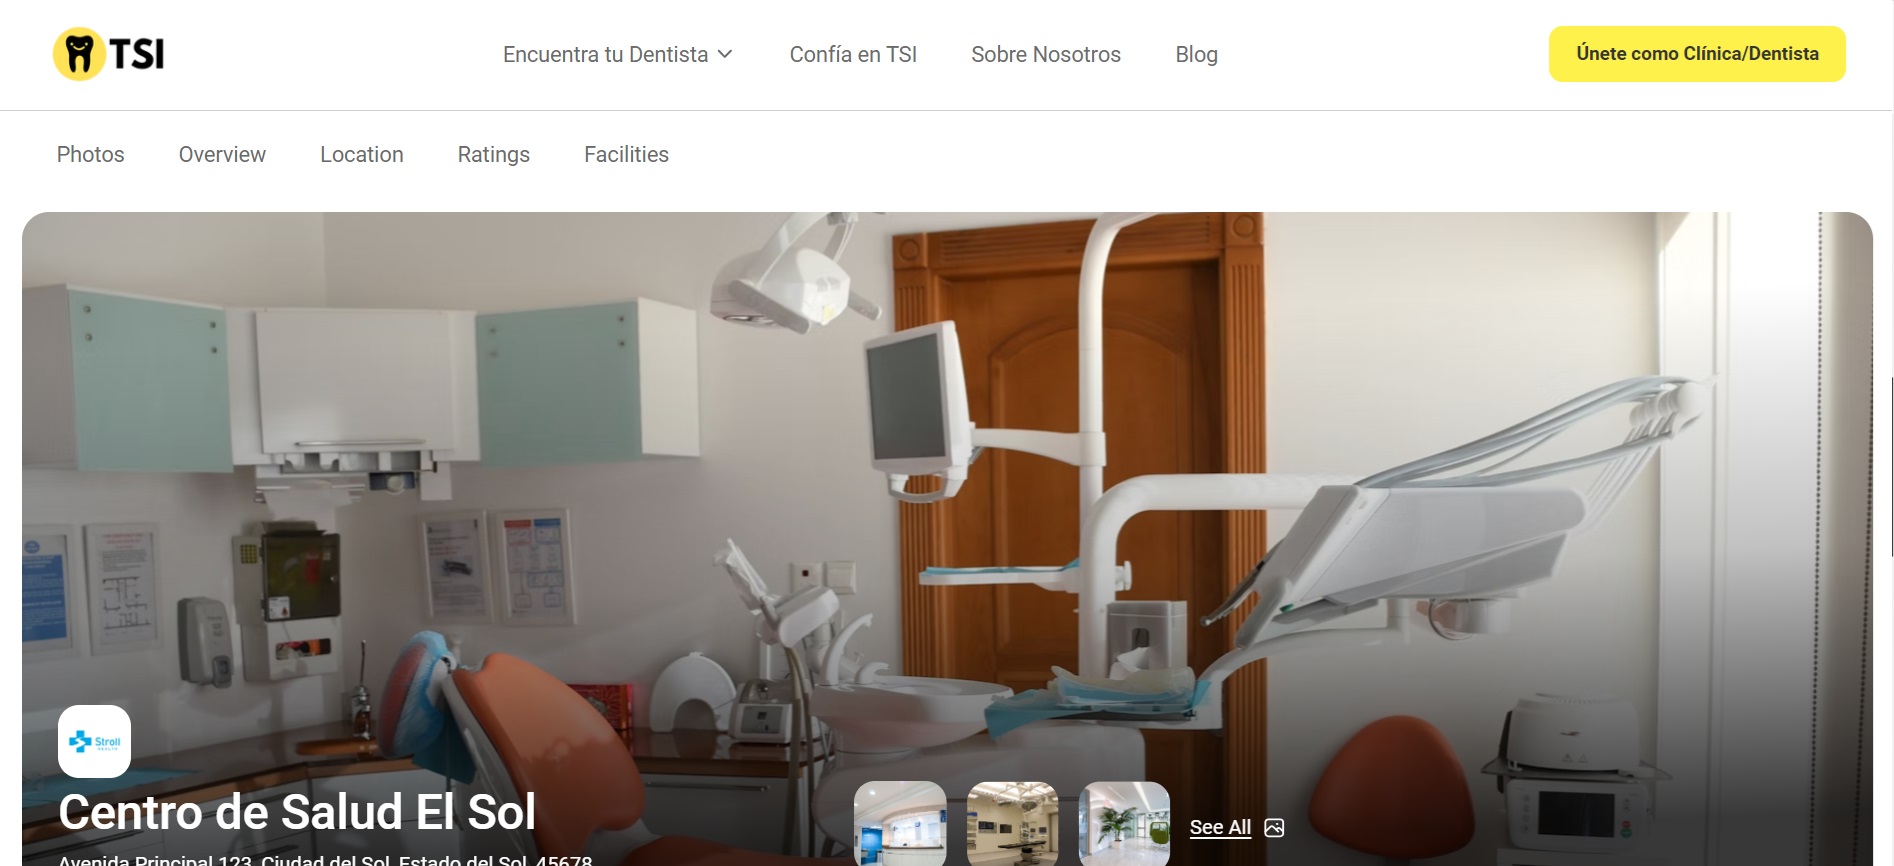 TSI
Encuentra tu Dentista
Confía en TSI
Sobre Nosotros
Blog
Únete como Clínica/Dentista
Photos
Overview
Location
Ratings
Facilities
Stroll
HEALTH
Centro de Salud El Sol
See All
Avenida Principal 123, Ciudad del Sol, Estado del Sol, 45678